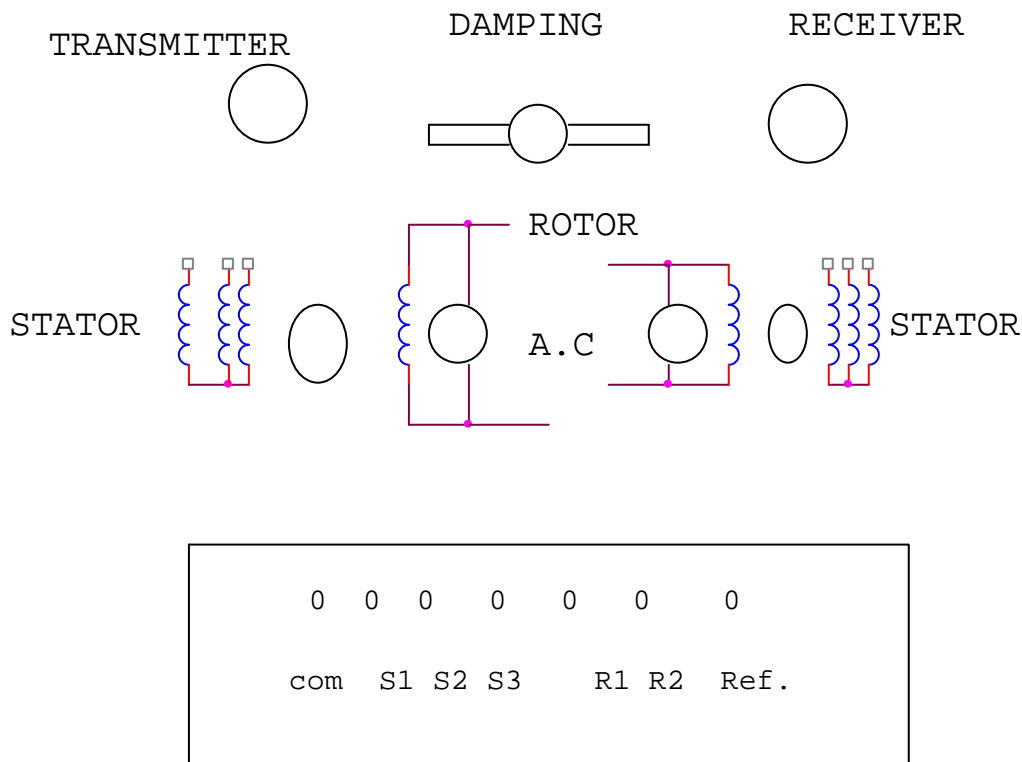 TRANSMITTER DAMPING RECEIVER
ROTOR
STATOR A.C STATOR
0 0 0 0 0 0 0
com S1 S2 S3 R1 R2 Ref.